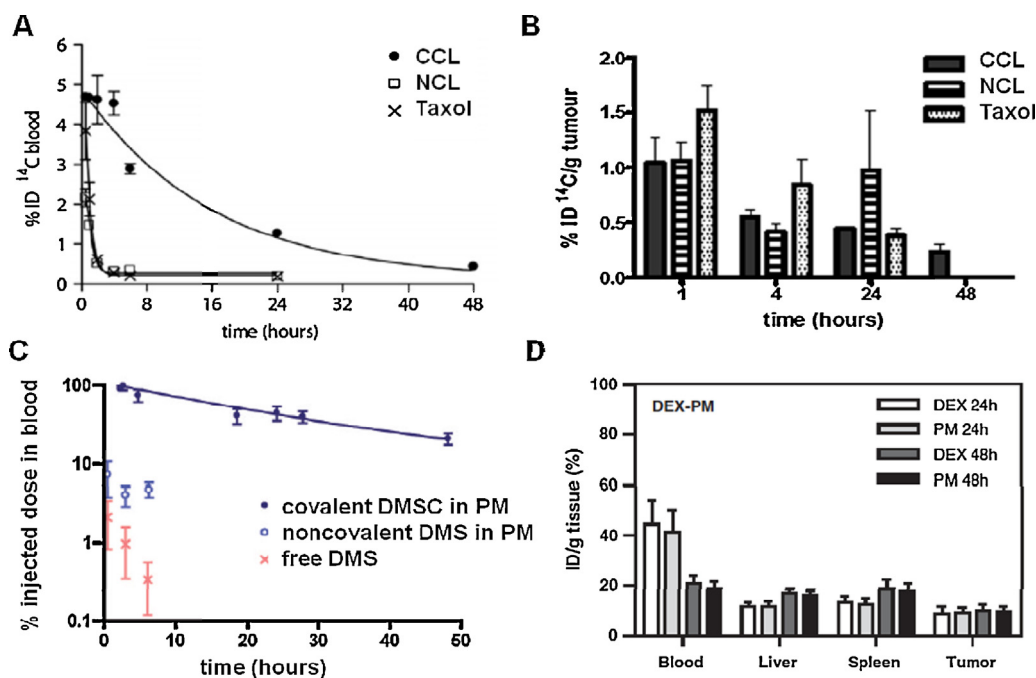 A
% ID ¹⁴C blood
6
5
4
3
2
1
0
0 8 16 24 32 40 48
time (hours)
CCL
NCL
Taxol
B
% ID ¹⁴C/g tumour
2.0
1.5
1.0
0.5
0.0
1 4 24 48
time (hours)
CCL
NCL
Taxol
C
% injected dose in blood
100
10
1
0.1
0 10 20 30 40 50
time (hours)
covalent DMSC in PM
noncovalent DMS in PM
free DMS
D
ID/g tissue (%)
100
80
60
40
20
0
DEX-PM
DEX 24h
PM 24h
DEX 48h
PM 48h
Blood Liver Spleen Tumor